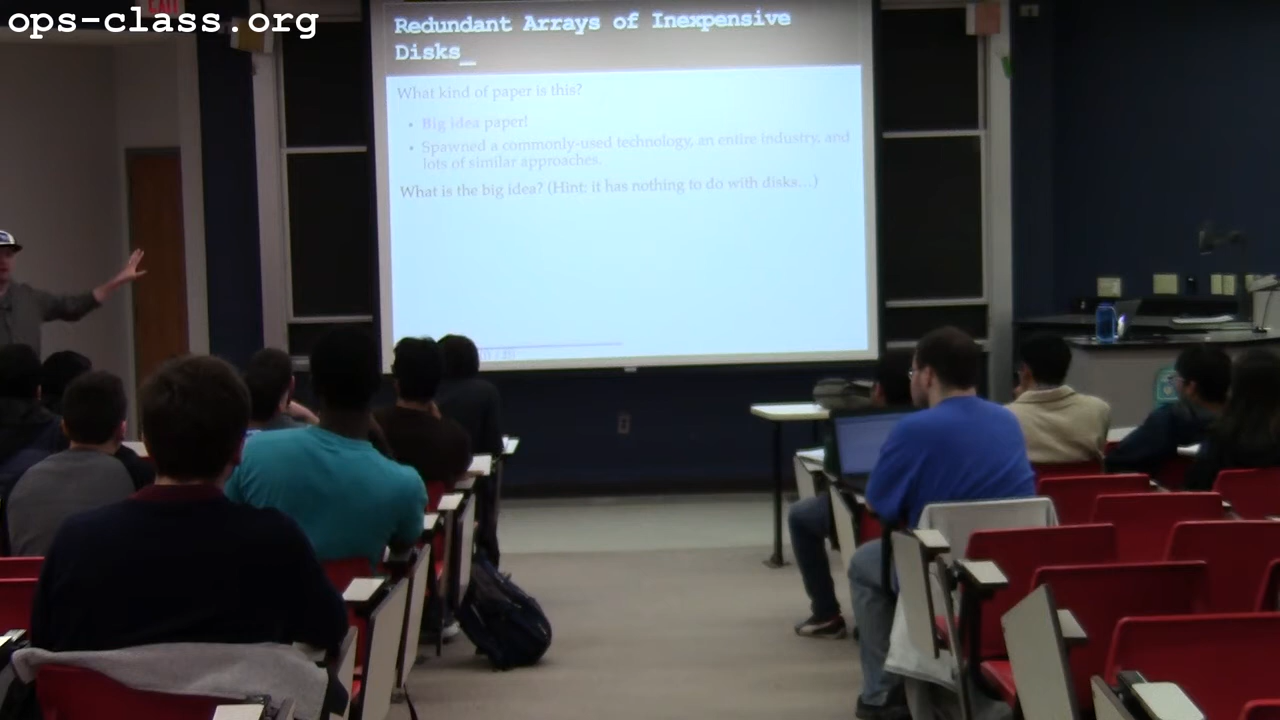 ops-class.org
EXIT
Redundant Arrays of Inexpensive
Disks_
What kind of paper is this?
• Big idea paper!
• Spawned a commonly-used technology, an entire industry, and
lots of similar approaches.
What is the big idea? (Hint: it has nothing to do with disks…)